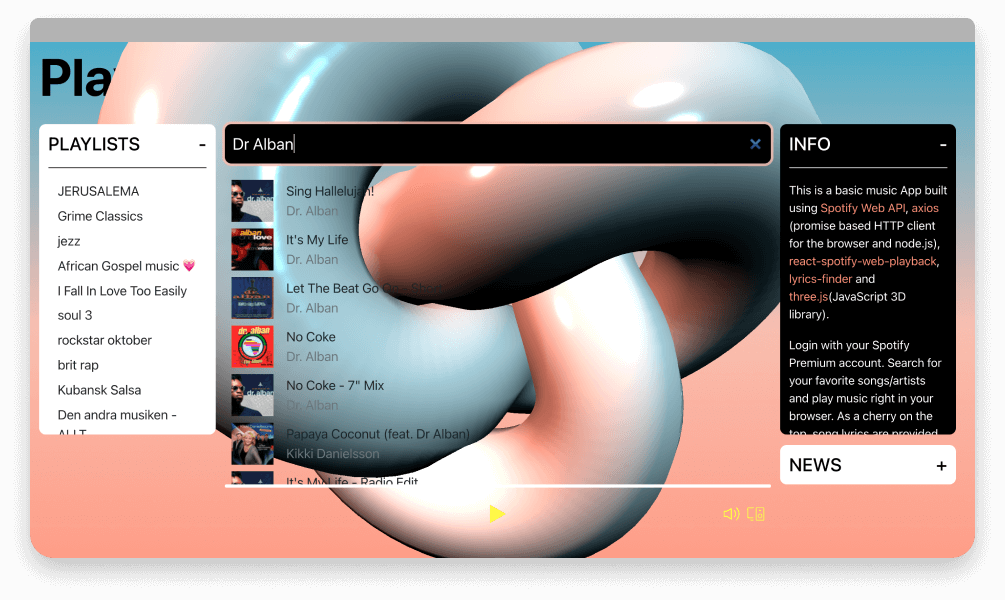 Pla
PLAYLISTS -
JERUSALEMA
Grime Classics
jezz
African Gospel music 💗
I Fall In Love Too Easily
soul 3
rockstar oktober
brit rap
Kubansk Salsa
Den andra musiken -
ALLT
Dr Alban
Sing Hallelujah!
Dr. Alban
It's My Life
Dr. Alban
Let The Beat Go On
Dr. Alban
No Coke
Dr. Alban
No Coke - 7" Mix
Dr. Alban
Papaya Coconut (feat. Dr Alban)
Kikki Danielsson
It's My Life - Radio Edit
INFO -
This is a basic music App built
using Spotify Web API, axios
(promise based HTTP client
for the browser and node.js),
react-spotify-web-playback,
lyrics-finder and
three.js(JavaScript 3D
library).
Login with your Spotify
Premium account. Search for
your favorite songs/artists
and play music right in your
browser. As a cherry on the
top, song lyrics are provided
NEWS +